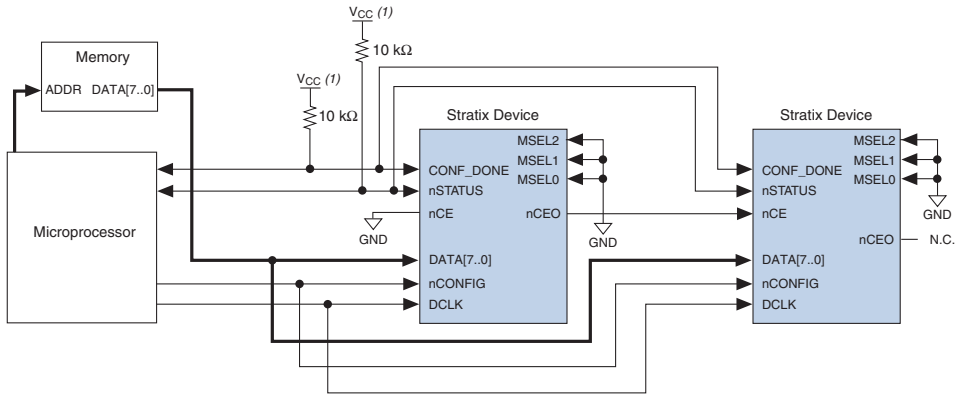 VCC (1)
10 kΩ
Memory
ADDR DATA[7..0]
VCC (1)
10 kΩ
Microprocessor
Stratix Device
MSEL2
MSEL1
MSEL0
CONF_DONE
nSTATUS
nCE
nCEO
GND
GND
DATA[7..0]
nCONFIG
DCLK
Stratix Device
MSEL2
MSEL1
MSEL0
CONF_DONE
nSTATUS
nCE
GND
nCEO
N.C.
DATA[7..0]
nCONFIG
DCLK